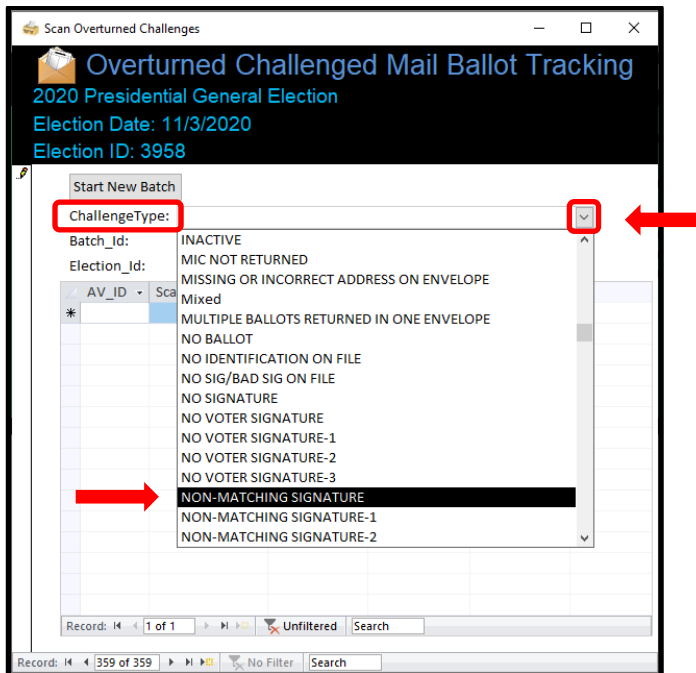 Scan Overturned Challenges
Overturned Challenged Mail Ballot Tracking
2020 Presidential General Election
Election Date: 11/3/2020
Election ID: 3958
Start New Batch
ChallengeType:
Batch_Id:
Election_Id:
AV_ID Sca
INACTIVE
MIC NOT RETURNED
MISSING OR INCORRECT ADDRESS ON ENVELOPE
Mixed
MULTIPLE BALLOTS RETURNED IN ONE ENVELOPE
NO BALLOT
NO IDENTIFICATION ON FILE
NO SIG/BAD SIG ON FILE
NO SIGNATURE
NO VOTER SIGNATURE
NO VOTER SIGNATURE-1
NO VOTER SIGNATURE-2
NO VOTER SIGNATURE-3
NON-MATCHING SIGNATURE
NON-MATCHING SIGNATURE-1
NON-MATCHING SIGNATURE-2
Record: 1 of 1 Unfiltered Search
Record: 359 of 359 No Filter Search